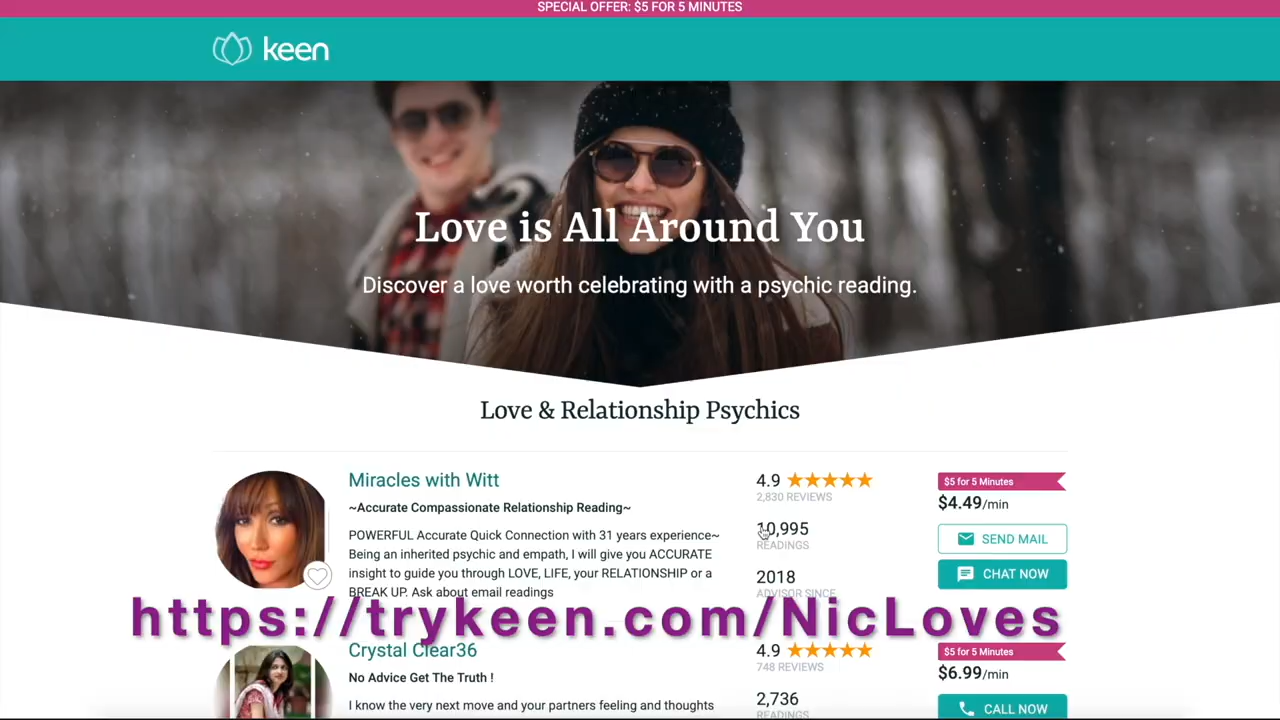 SPECIAL OFFER: $5 FOR 5 MINUTES
keen
Love is All Around You
Discover a love worth celebrating with a psychic reading.
Love & Relationship Psychics
Miracles with Witt
~Accurate Compassionate Relationship Reading~
POWERFUL Accurate Quick Connection with 31 years experience~
Being an inherited psychic and empath, I will give you ACCURATE
insight to guide you through LOVE, LIFE, your RELATIONSHIP or a
BREAK UP. Ask about email readings
4.9
2,830 REVIEWS
10,995
READINGS
2018
ADVISOR SINCE
$5 for 5 Minutes
$4.49/min
SEND MAIL
CHAT NOW
https://trykeen.com/NicLoves
Crystal Clear36
No Advice Get The Truth !
I know the very next move and your partners feeling and thoughts
4.9
748 REVIEWS
2,736
READINGS
$5 for 5 Minutes
$6.99/min
CALL NOW